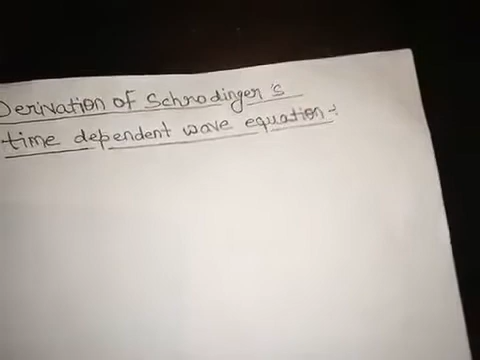 Derivation of Schrodinger's
time dependent wave equation :-